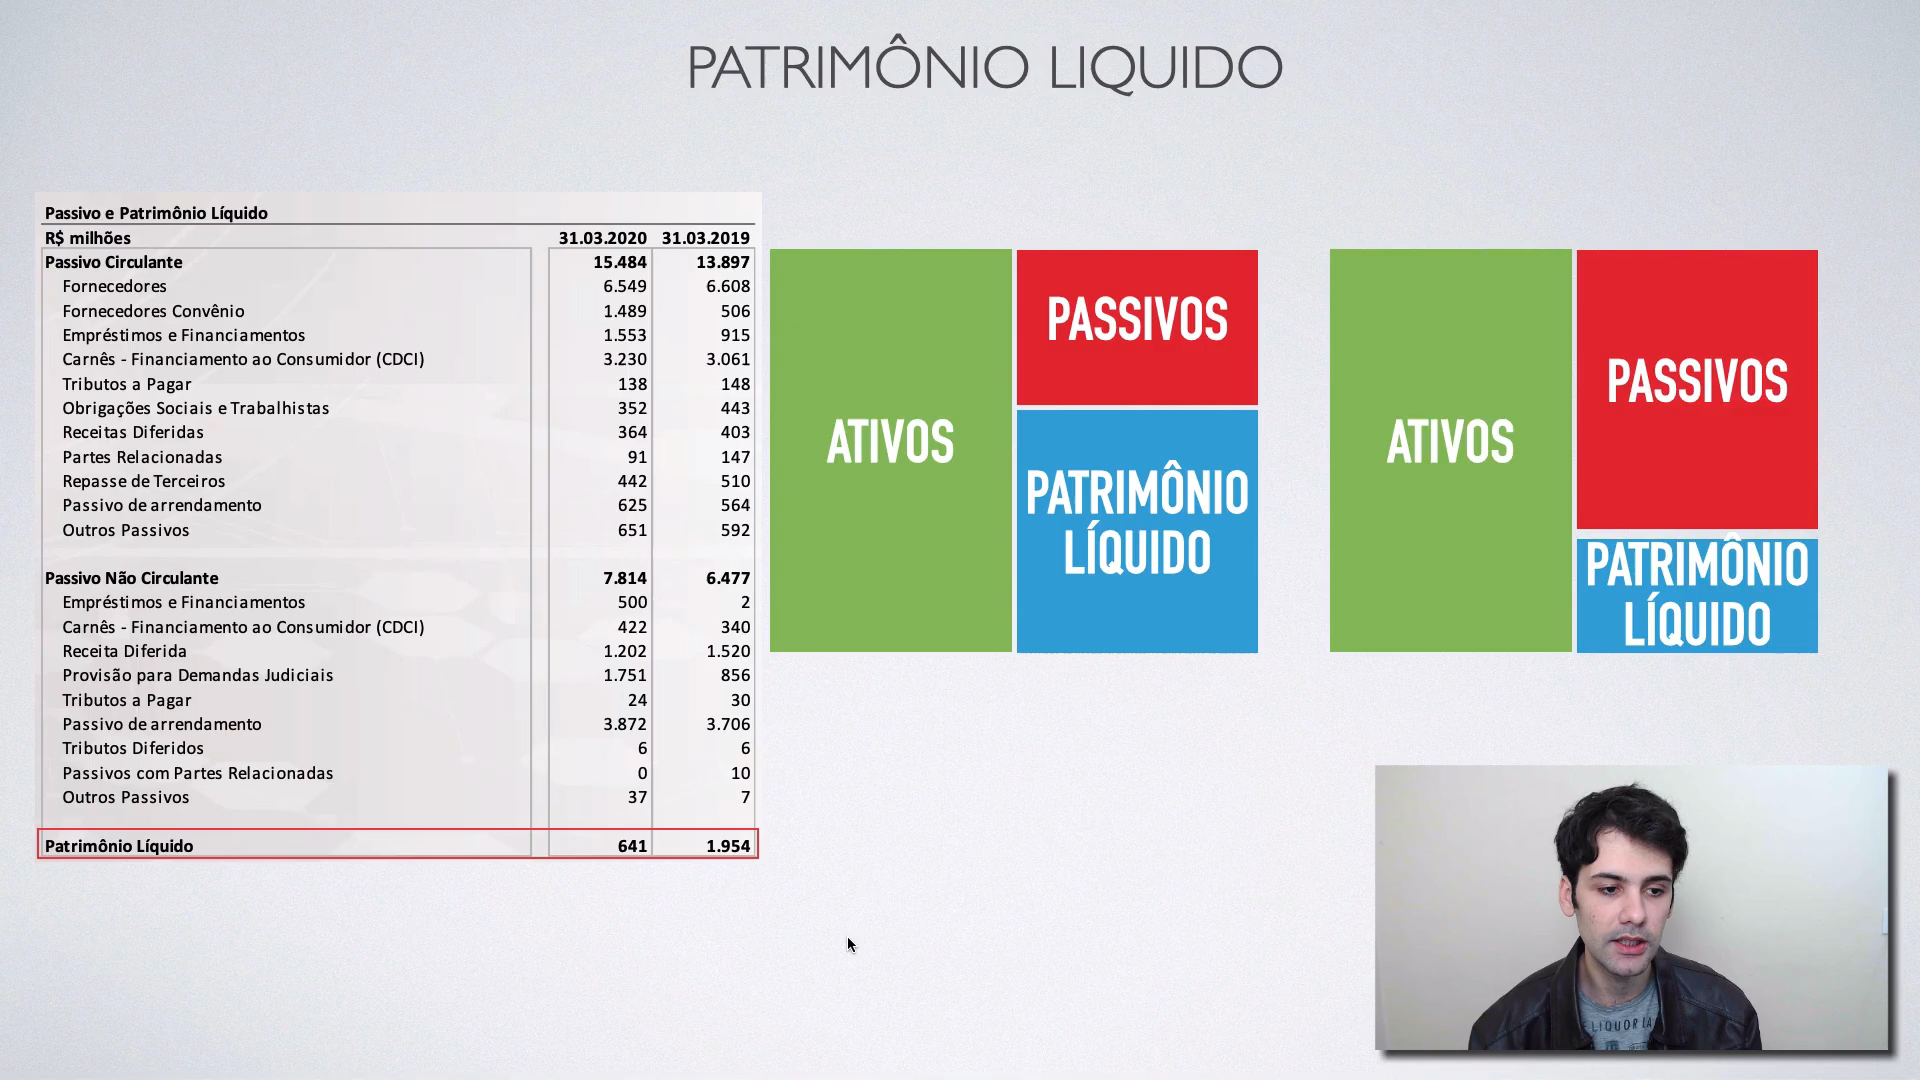 PATRIMÔNIO LIQUIDO
Passivo e Patrimônio Líquido
R$ milhões 31.03.2020 31.03.2019
Passivo Circulante 15.484 13.897
Fornecedores 6.549 6.608
Fornecedores Convênio 1.489 506
Empréstimos e Financiamentos 1.553 915
Carnês - Financiamento ao Consumidor (CDCI) 3.230 3.061
Tributos a Pagar 138 148
Obrigações Sociais e Trabalhistas 352 443
Receitas Diferidas 364 403
Partes Relacionadas 91 147
Repasse de Terceiros 442 510
Passivo de arrendamento 625 564
Outros Passivos 651 592
Passivo Não Circulante 7.814 6.477
Empréstimos e Financiamentos 500 2
Carnês - Financiamento ao Consumidor (CDCI) 422 340
Receita Diferida 1.202 1.520
Provisão para Demandas Judiciais 1.751 856
Tributos a Pagar 24 30
Passivo de arrendamento 3.872 3.706
Tributos Diferidos 6 6
Passivos com Partes Relacionadas 0 10
Outros Passivos 37 7
Patrimônio Líquido 641 1.954
ATIVOS
PASSIVOS
PATRIMÔNIO
LÍQUIDO
ATIVOS
PASSIVOS
PATRIMÔNIO
LÍQUIDO
LIQUOR